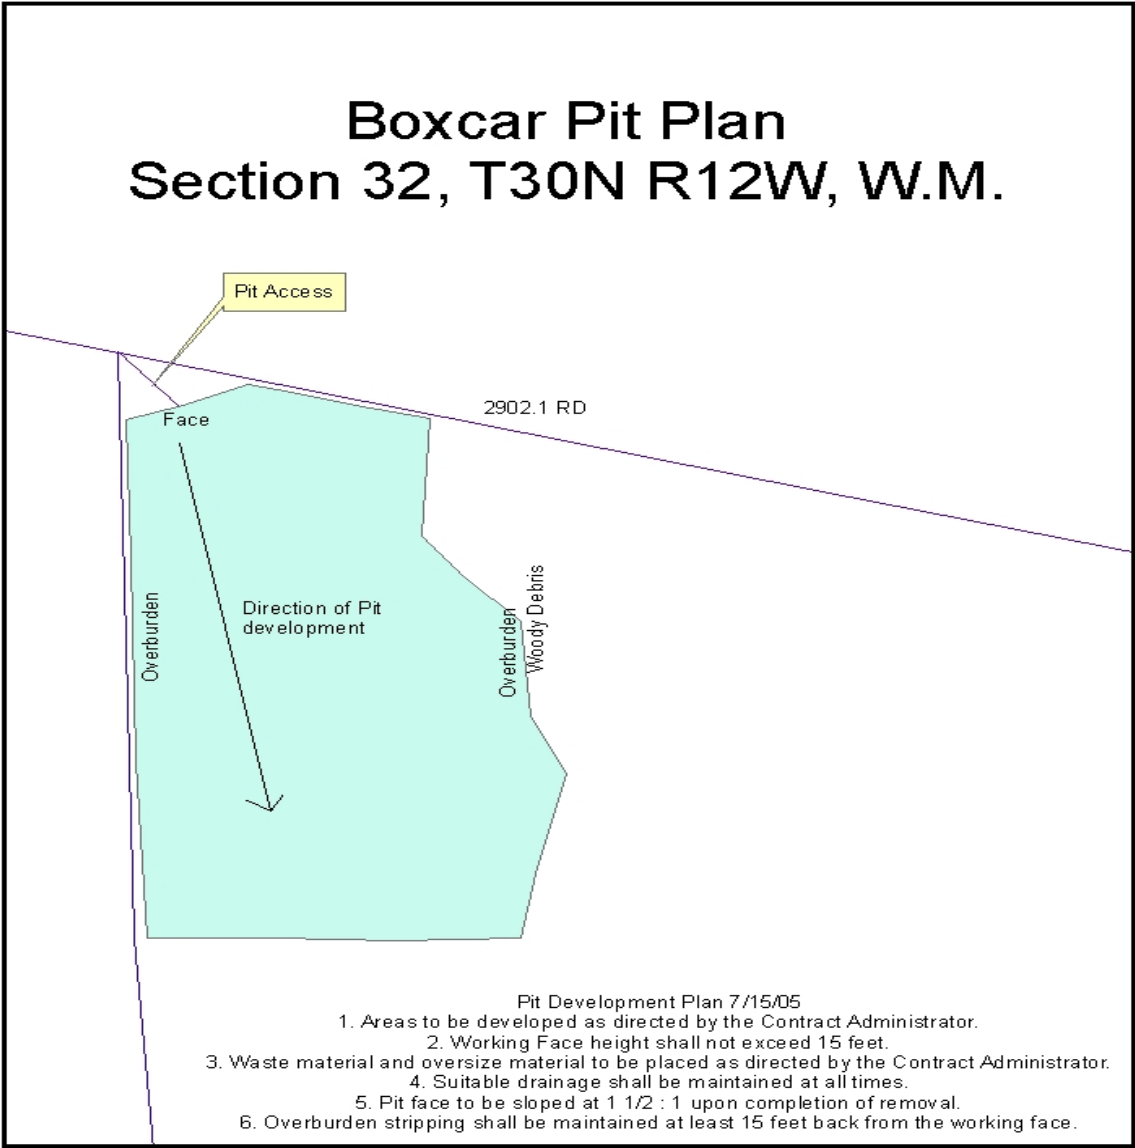 Boxcar Pit Plan
Section 32, T30N R12W, W.M.
Pit Access
2902.1 RD
Face
Overburden
Direction of Pit
development
Overburden
Woody Debris
Pit Development Plan 7/15/05
1. Areas to be developed as directed by the Contract Administrator.
2. Working Face height shall not exceed 15 feet.
3. Waste material and oversize material to be placed as directed by the Contract Administrator.
4. Suitable drainage shall be maintained at all times.
5. Pit face to be sloped at 1 1/2 : 1 upon completion of removal.
6. Overburden stripping shall be maintained at least 15 feet back from the working face.